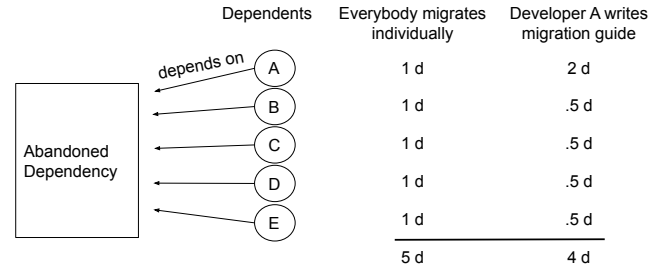 Dependents Everybody migrates individually Developer A writes migration guide
depends on
A 1 d 2 d
B 1 d .5 d
C 1 d .5 d
Abandoned Dependency
D 1 d .5 d
E 1 d .5 d
5 d 4 d